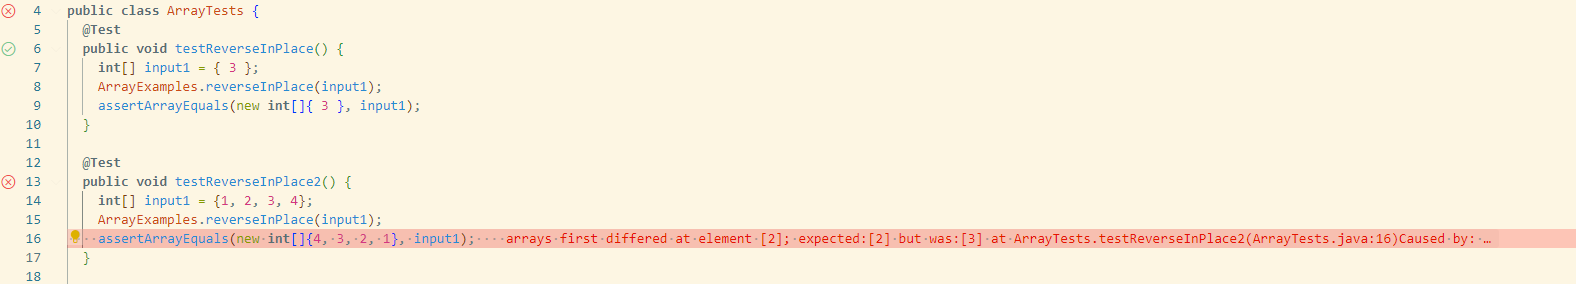 4 public class ArrayTests {
5 @Test
6 public void testReverseInPlace() {
7 int[] input1 = { 3 };
8 ArrayExamples.reverseInPlace(input1);
9 assertArrayEquals(new int[]{ 3 }, input1);
10 }
11
12 @Test
13 public void testReverseInPlace2() {
14 int[] input1 = {1, 2, 3, 4};
15 ArrayExamples.reverseInPlace(input1);
16 assertArrayEquals(new int[]{4, 3, 2, 1}, input1); arrays first differed at element [2]; expected:[2] but was:[3] at ArrayTests.testReverseInPlace2(ArrayTests.java:16)Caused by: …
17 }
18